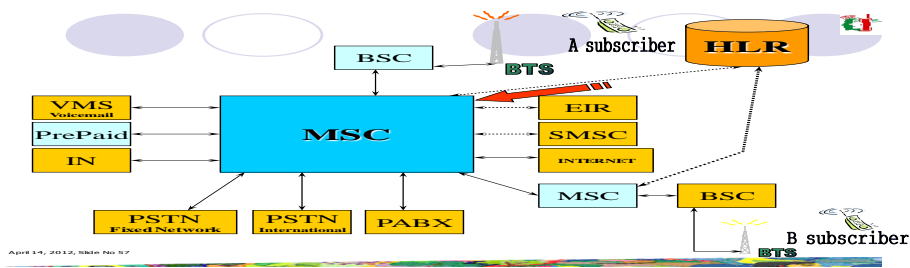 A subscriber
HLR
BSC
BTS
VMS
Voicemail
PrePaid
IN
MSC
EIR
SMSC
INTERNET
MSC
BSC
PSTN
Fixed Network
PSTN
International
PABX
B subscriber
BTS
April 14, 2012, Slide No 57